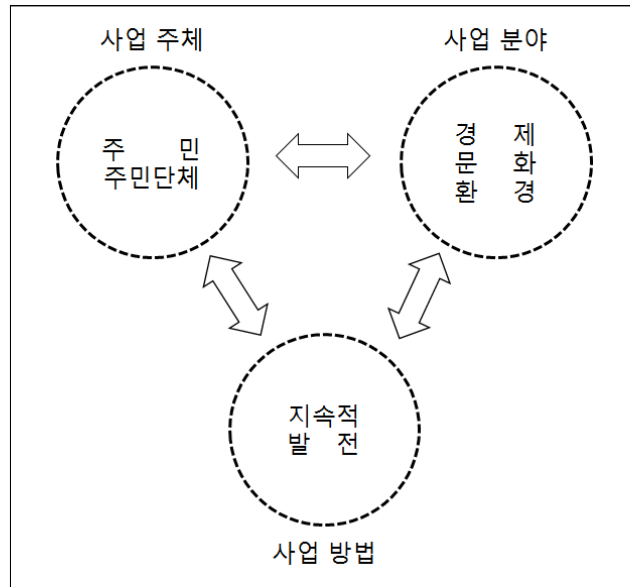 사업 주체
사업 분야
주 민
주민단체
경 제
문 화
환 경
지속적
발 전
사업 방법